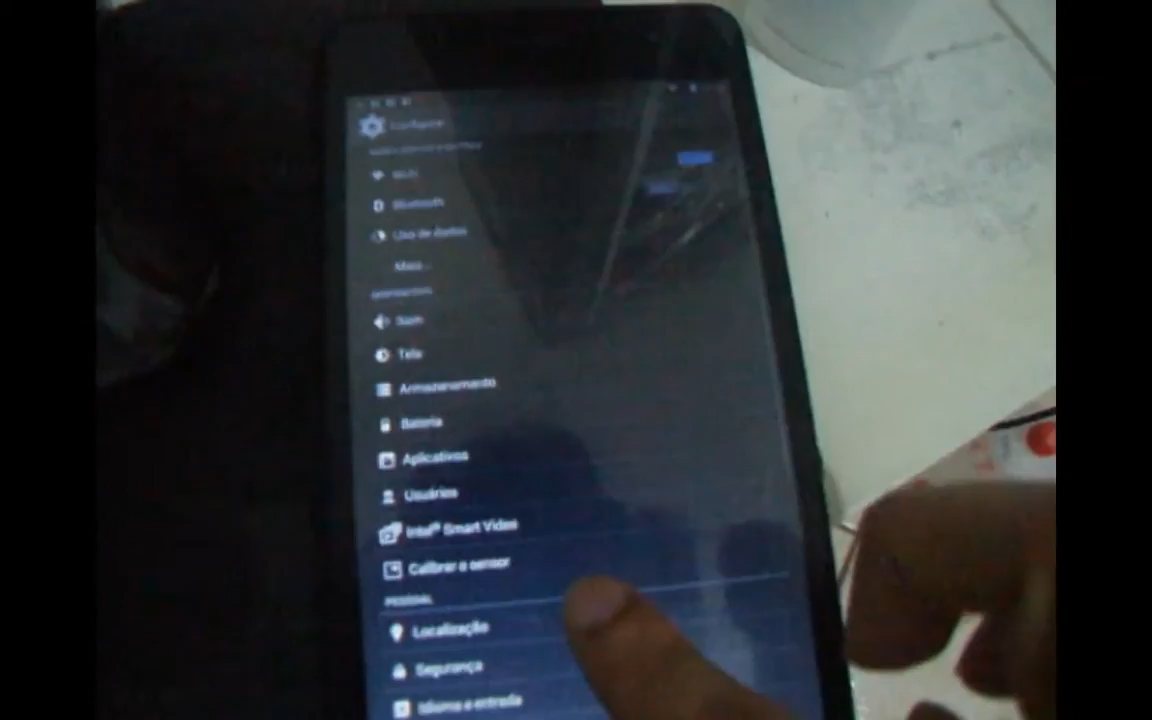 Configurar
Wi-Fi
Bluetooth
Uso de dados
Mais...
DISPOSITIVO
Som
Tela
Armazenamento
Bateria
Aplicativos
Usuários
Intel® Smart Video
Calibrar o sensor
PESSOAL
Localização
Segurança
Idioma e entrada